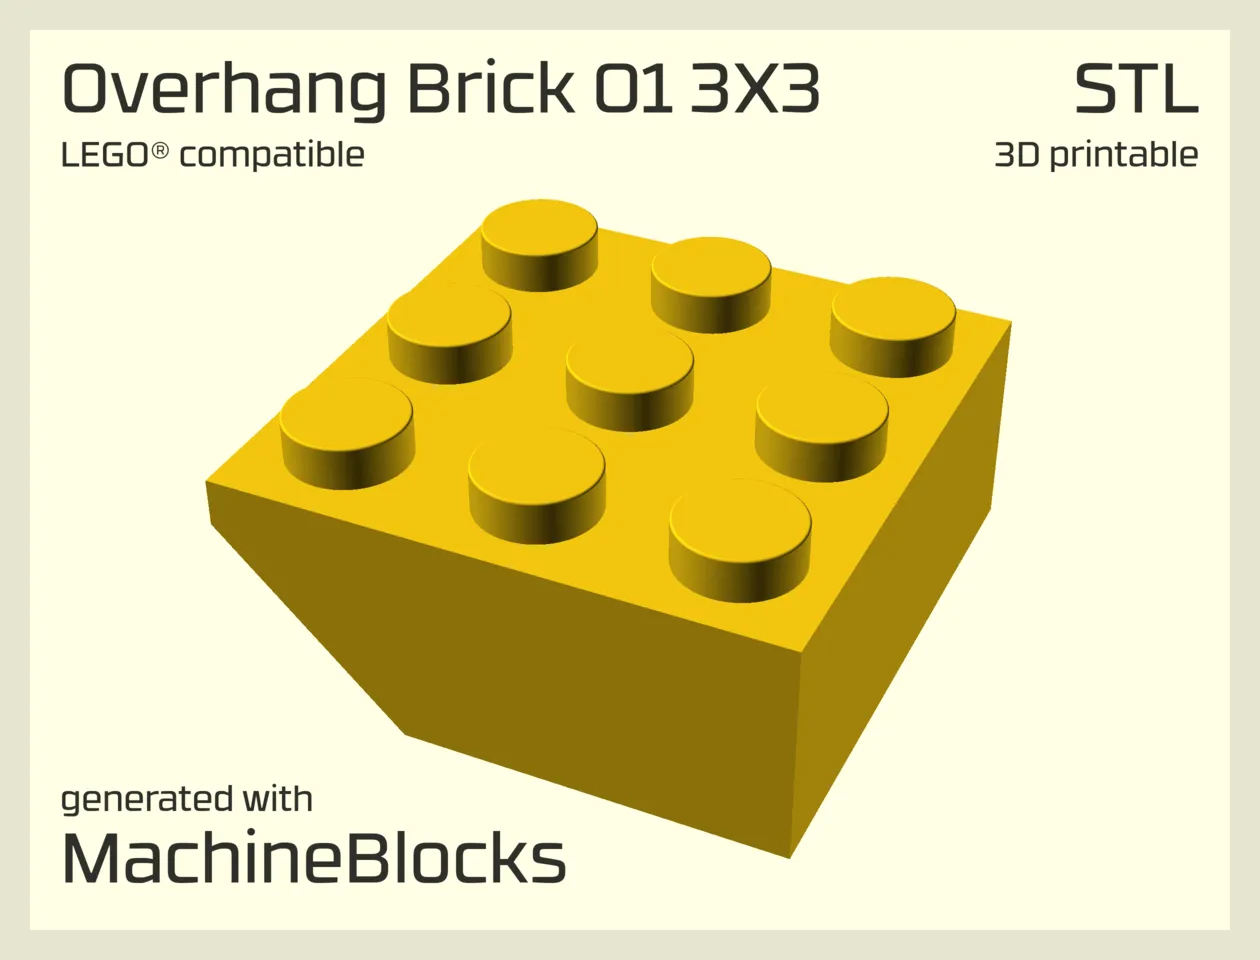 Overhang Brick 01 3X3
STL
LEGO® compatible
3D printable
generated with
MachineBlocks